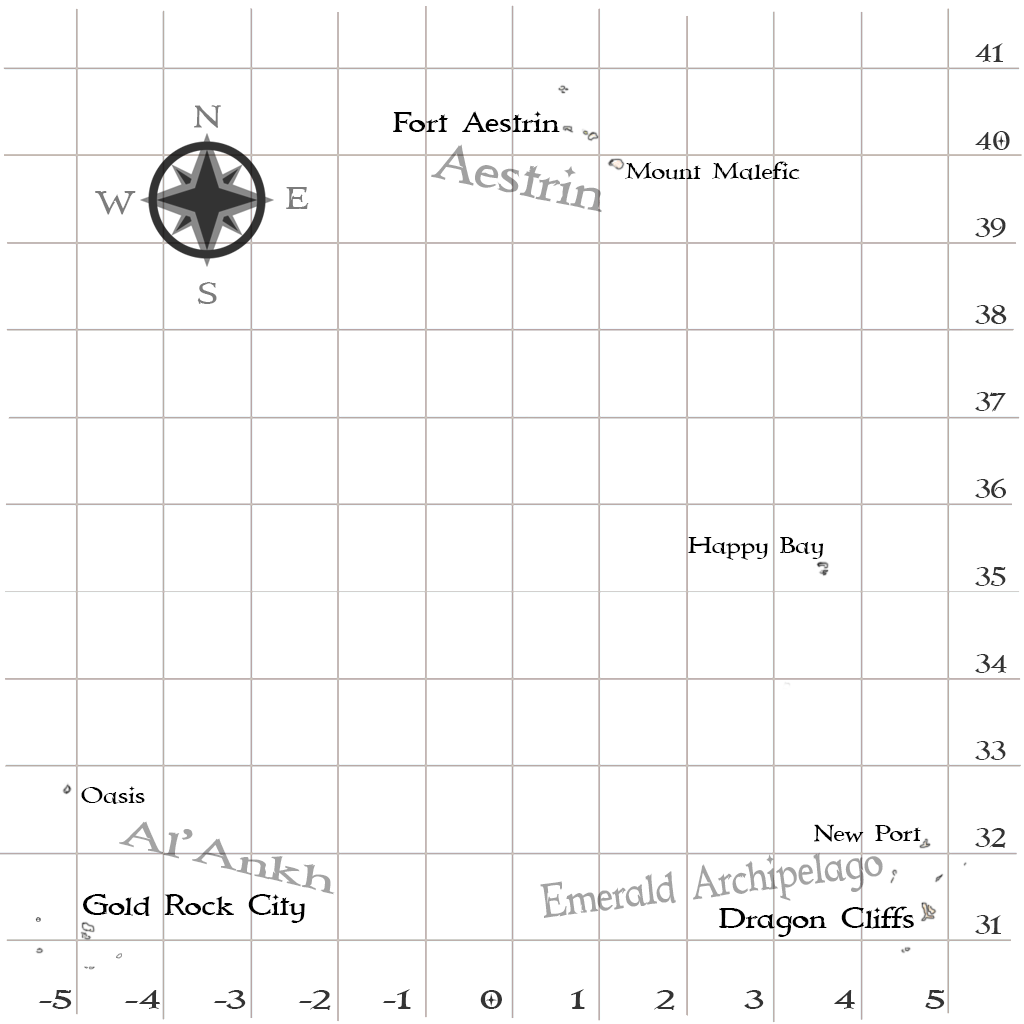 41
N
Fort Aestrin
40
Mount Malefic
Aestrin
W
E
39
S
38
37
36
Happy Bay
35
34
33
Oasis
New Port
32
Al'Ankh
Emerald Archipelago
Gold Rock City
Dragon Cliffs
31
-5 -4 -3 -2 -1 0 1 2 3 4 5